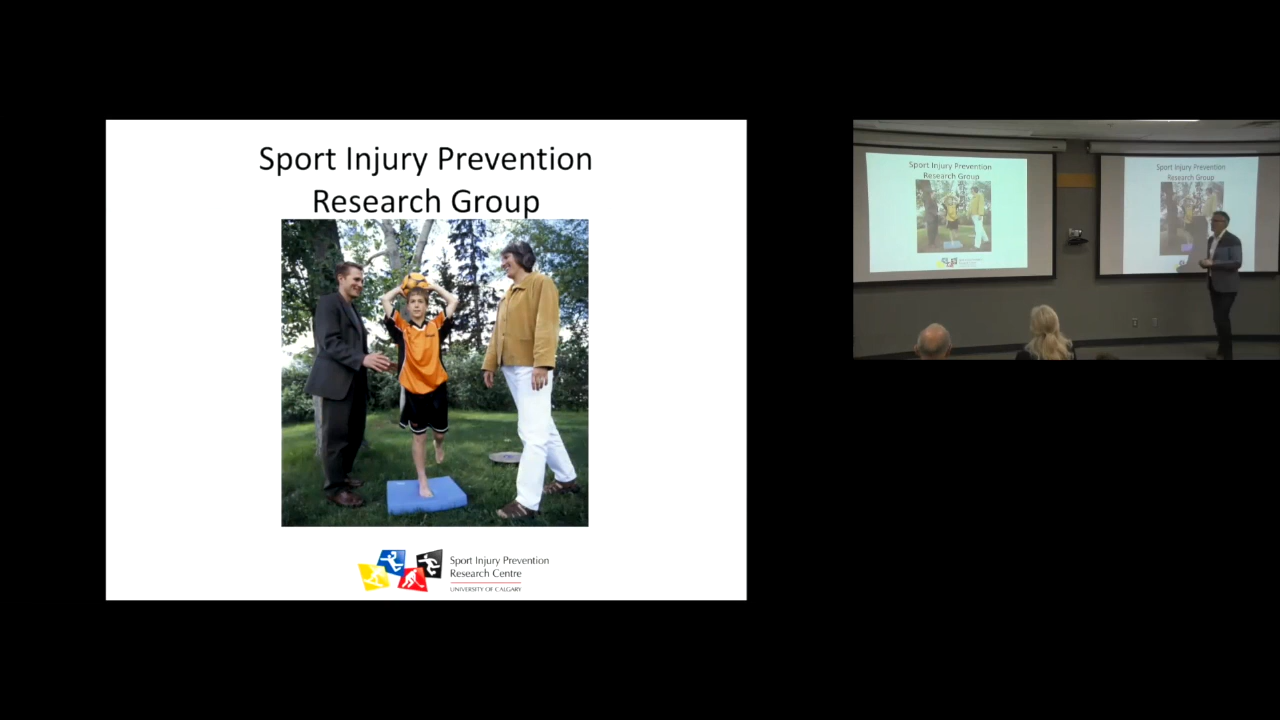 Sport Injury Prevention
Research Group
Sport Injury Prevention
Research Centre
UNIVERSITY OF CALGARY
Sport Injury Prevention
Research Group
Sport Injury Prevention
Research Group